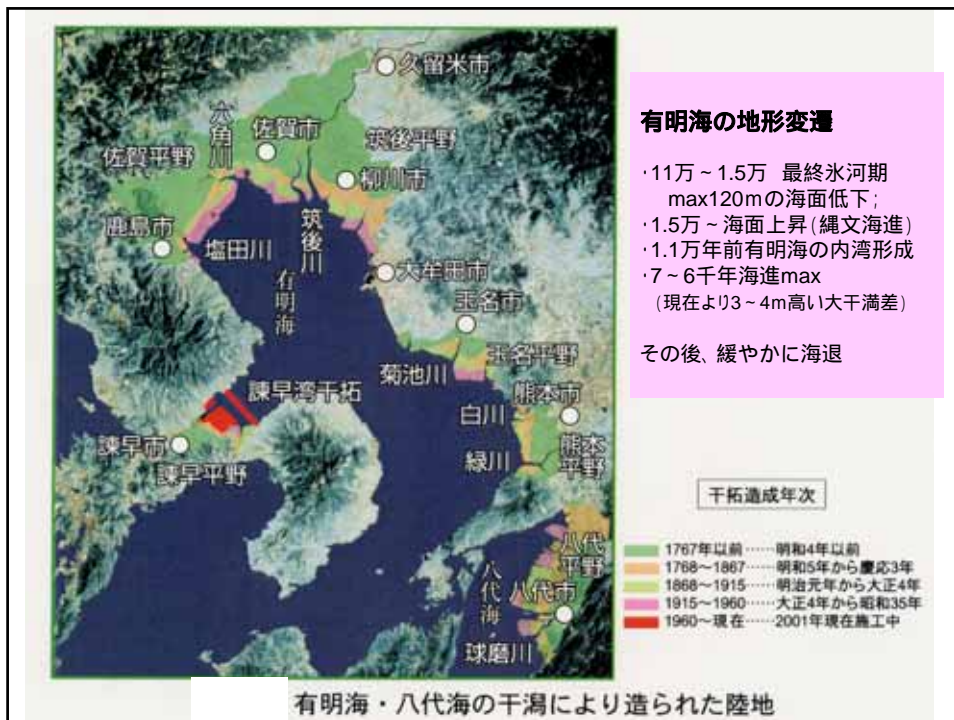 久留米市
六角川
佐賀市
佐賀平野
筑後平野
柳川市
鹿島市
塩田川
筑後川
有明海
大牟田市
玉名市
玉名平野
菊池川
諫早湾干拓
熊本市
白川
諫早市
緑川
熊本
平野
諫早平野
八代
平野
八代海
八代市
球磨川
有明海の地形変遷
・11万~1.5万 最終氷河期
max120mの海面低下;
・1.5万~海面上昇(縄文海進)
・1.1万年前有明海の内湾形成
・7~6千年海進max
(現在より3~4m高い大干満差)
その後、緩やかに海退
干拓造成年次
1767年以前……明和4年以前
1768~1867……明和5年から慶応3年
1868~1915……明治元年から大正4年
1915~1960……大正4年から昭和35年
1960~現在……2001年現在施工中
有明海・八代海の干潟により造られた陸地